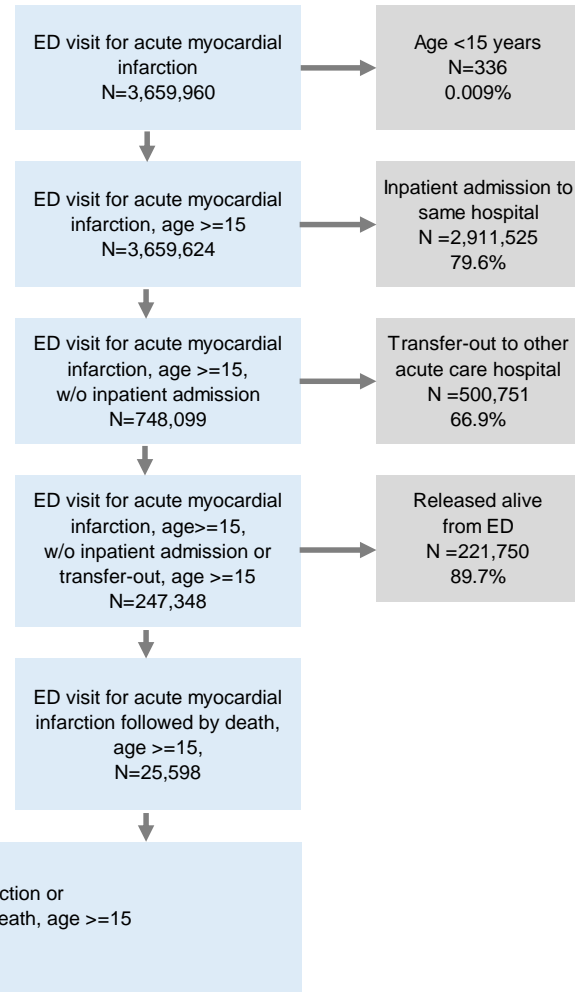 ED visit for acute myocardial
infarction
N=3,659,960
Age <15 years
N=336
0.009%
ED visit for acute myocardial
infarction, age >=15
N=3,659,624
Inpatient admission to
same hospital
N =2,911,525
79.6%
ED visit for acute myocardial
infarction, age >=15,
w/o inpatient admission
N=748,099
Transfer-out to other
acute care hospital
N =500,751
66.9%
ED visit for acute myocardial
infarction, age>=15,
w/o inpatient admission or
transfer-out, age >=15
N=247,348
Released alive
from ED
N =221,750
89.7%
ED visit for acute myocardial
infarction followed by death,
age >=15,
N=25,598
ction or
eath, age >=15